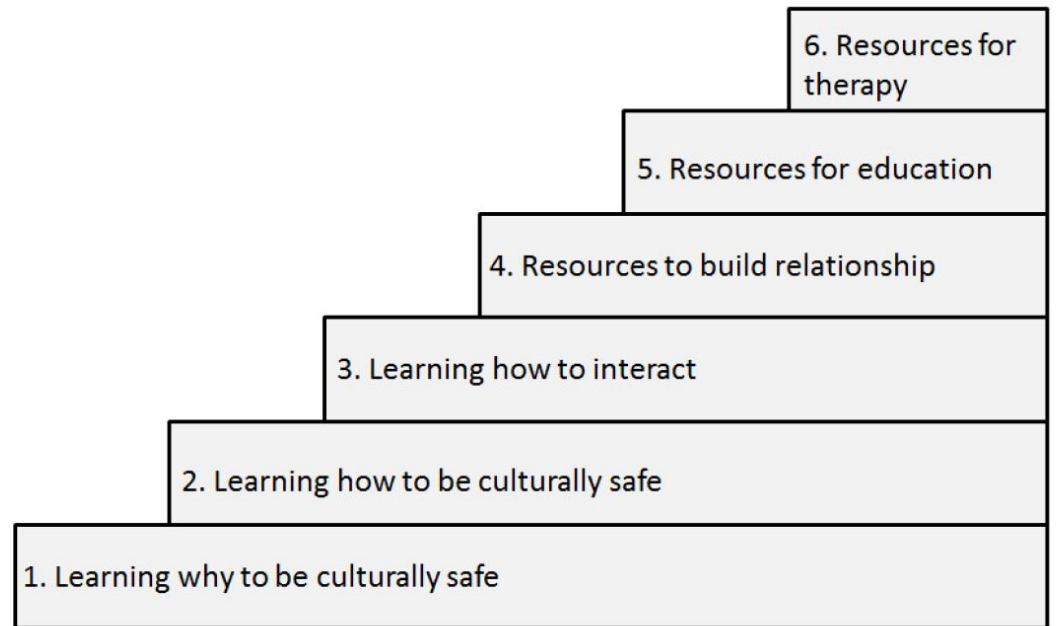 6. Resources for
therapy
5. Resources for education
4. Resources to build relationship
3. Learning how to interact
2. Learning how to be culturally safe
1. Learning why to be culturally safe